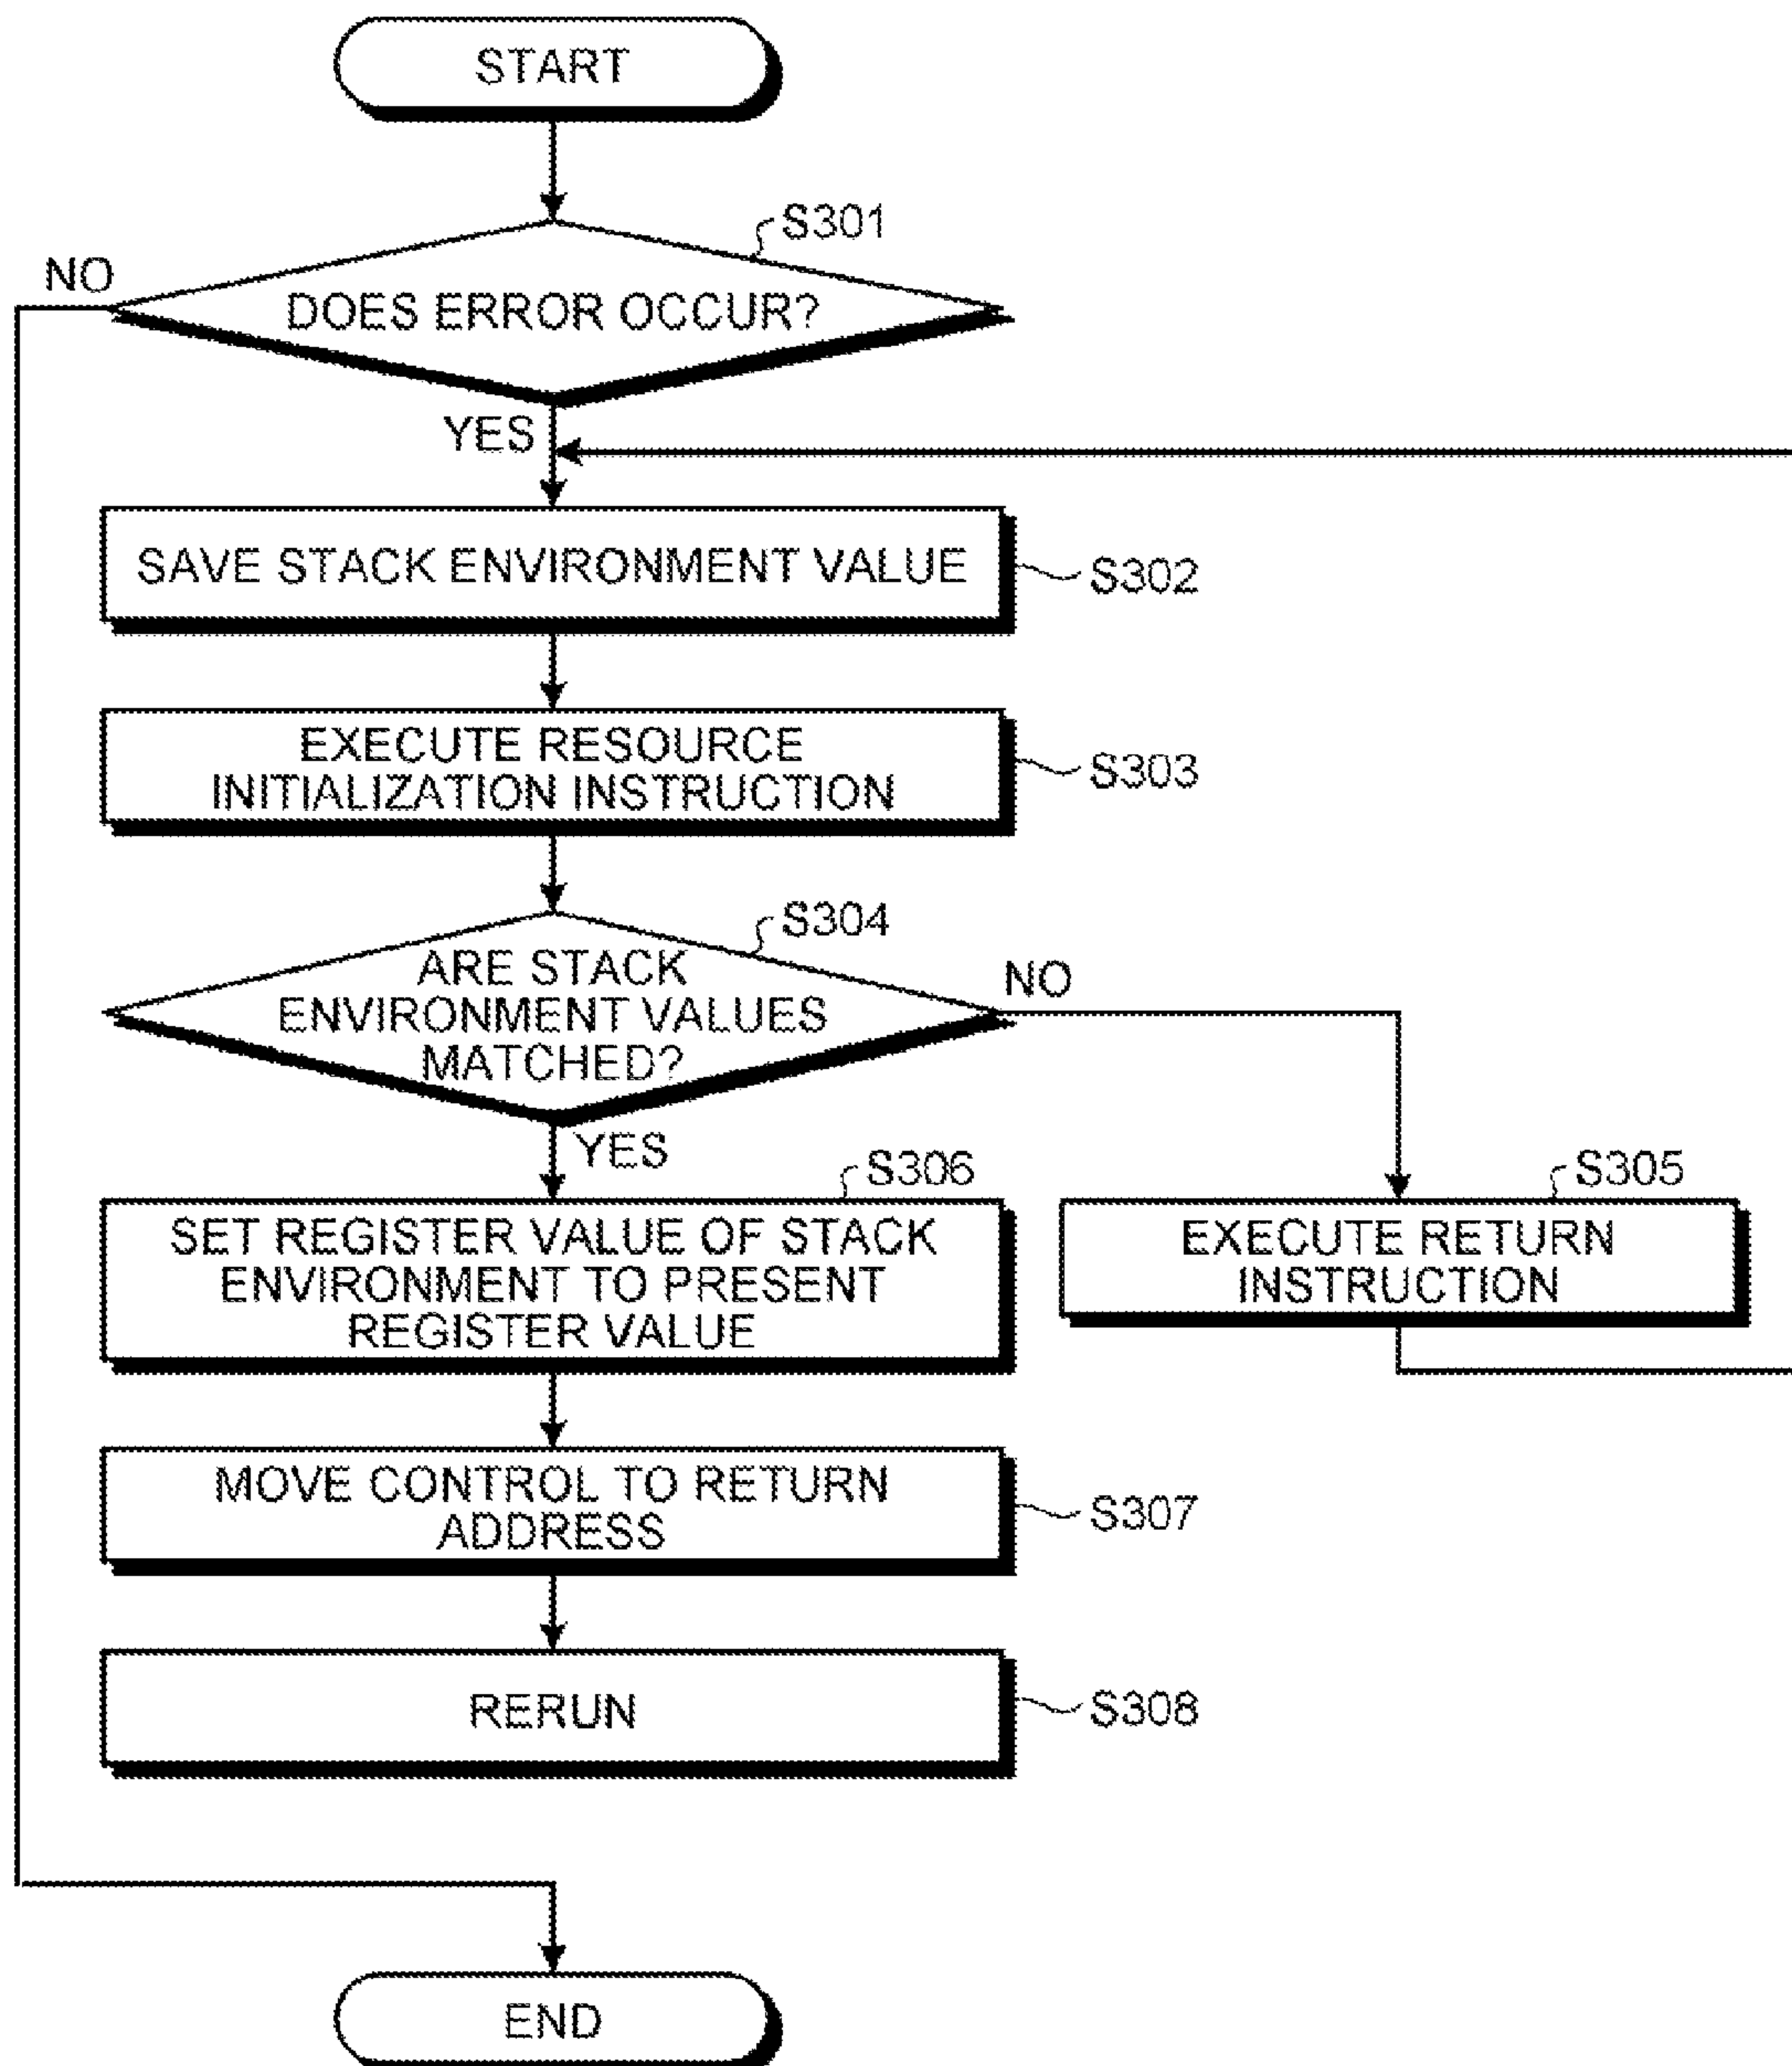 START
S301
NO
DOES ERROR OCCUR?
YES
SAVE STACK ENVIRONMENT VALUE
S302
EXECUTE RESOURCE
INITIALIZATION INSTRUCTION
S303
S304
ARE STACK
ENVIRONMENT VALUES
MATCHED?
NO
YES
S306
SET REGISTER VALUE OF STACK
ENVIRONMENT TO PRESENT
REGISTER VALUE
S305
EXECUTE RETURN
INSTRUCTION
MOVE CONTROL TO RETURN
ADDRESS
S307
RERUN
S308
END